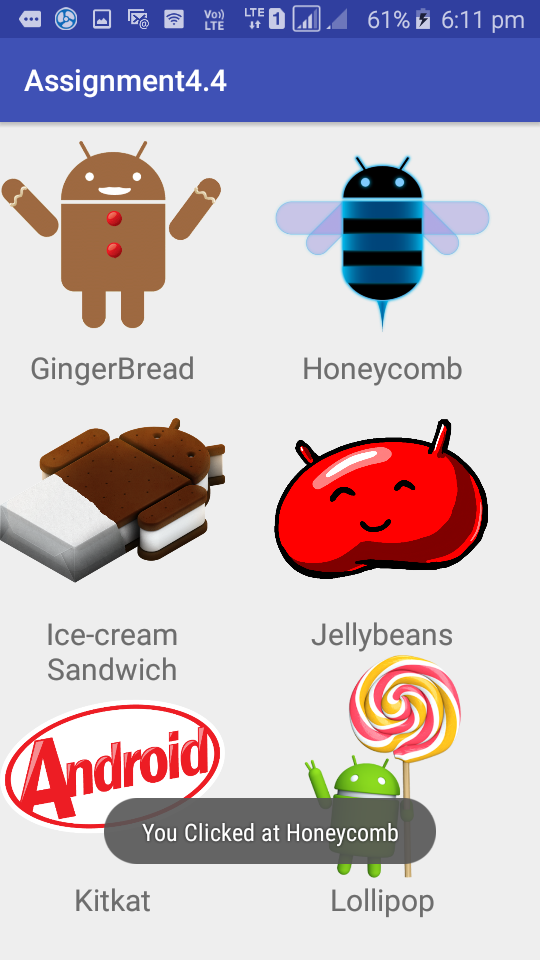 Vo)) LTE LTE 1 61% 6:11 pm
Assignment4.4
GingerBread
Honeycomb
Ice-cream
Sandwich
Jellybeans
Android
You Clicked at Honeycomb
Kitkat
Lollipop